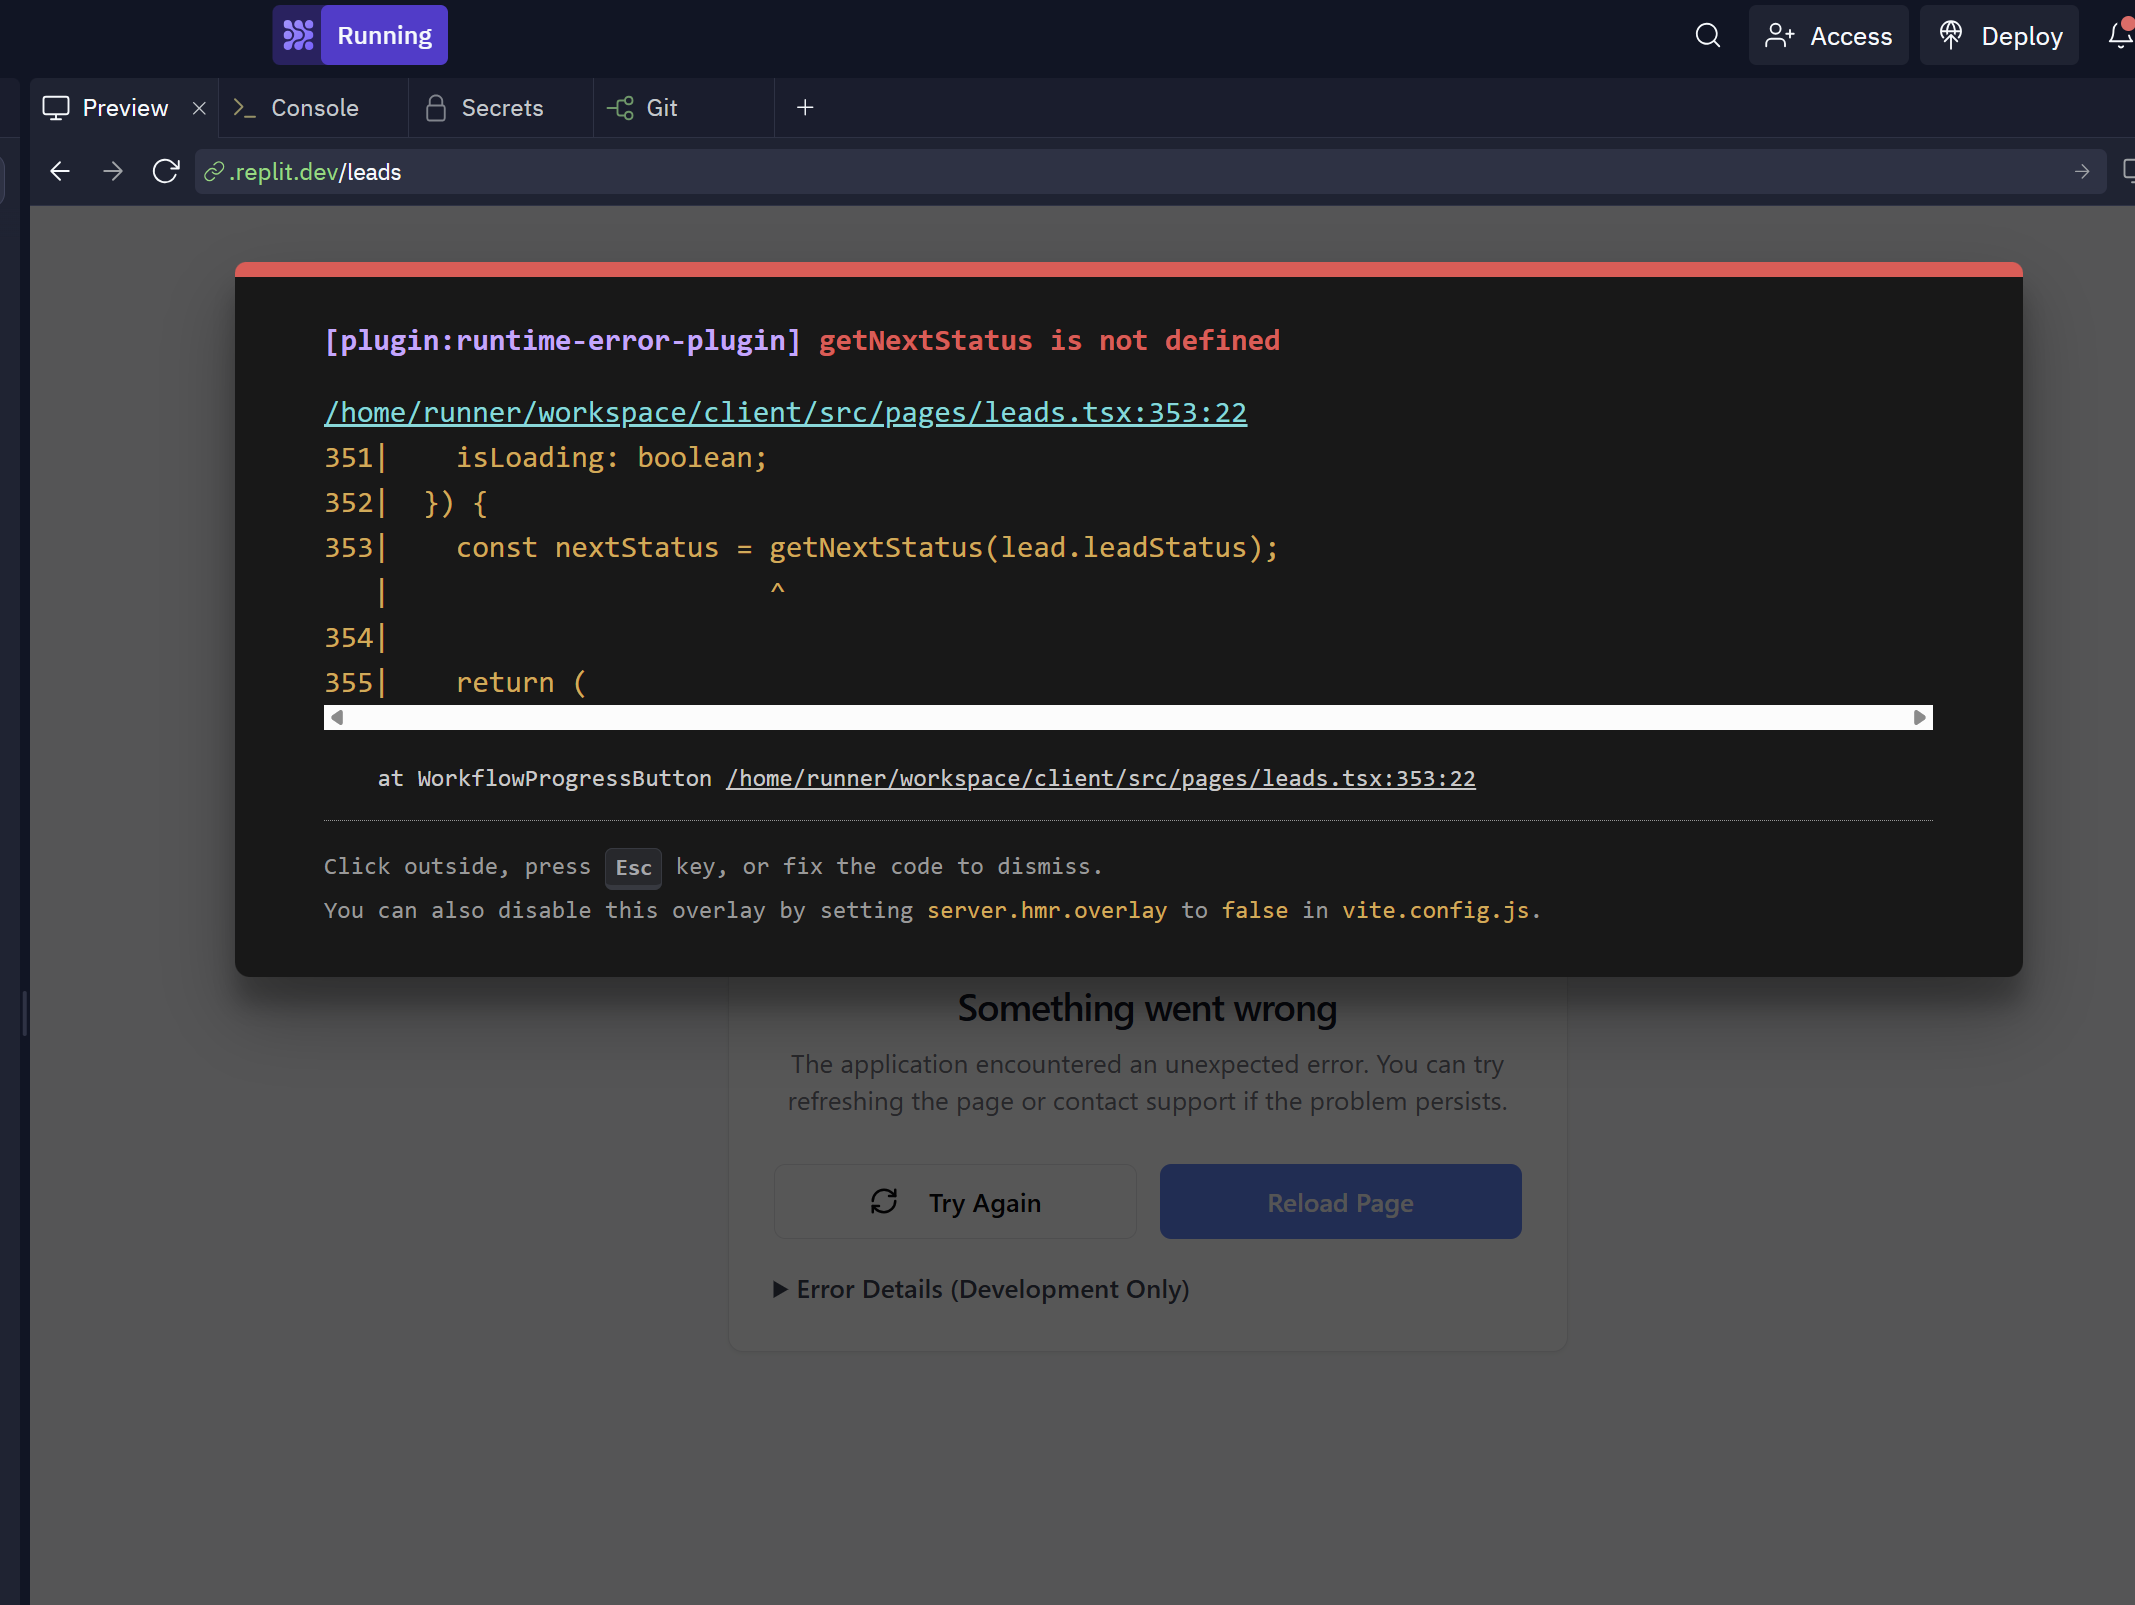 Running
Access
Deploy
Preview
Console
Secrets
Git
.replit.dev/leads
[plugin:runtime-error-plugin] getNextStatus is not defined
/home/runner/workspace/client/src/pages/leads.tsx:353:22
351|    isLoading: boolean;
352|  }) {
353|    const nextStatus = getNextStatus(lead.leadStatus);
   |                       ^
354|
355|    return (
at WorkflowProgressButton /home/runner/workspace/client/src/pages/leads.tsx:353:22
Click outside, press Esc key, or fix the code to dismiss.
You can also disable this overlay by setting server.hmr.overlay to false in vite.config.js.
Something went wrong
The application encountered an unexpected error. You can try
refreshing the page or contact support if the problem persists.
Try Again
Reload Page
Error Details (Development Only)